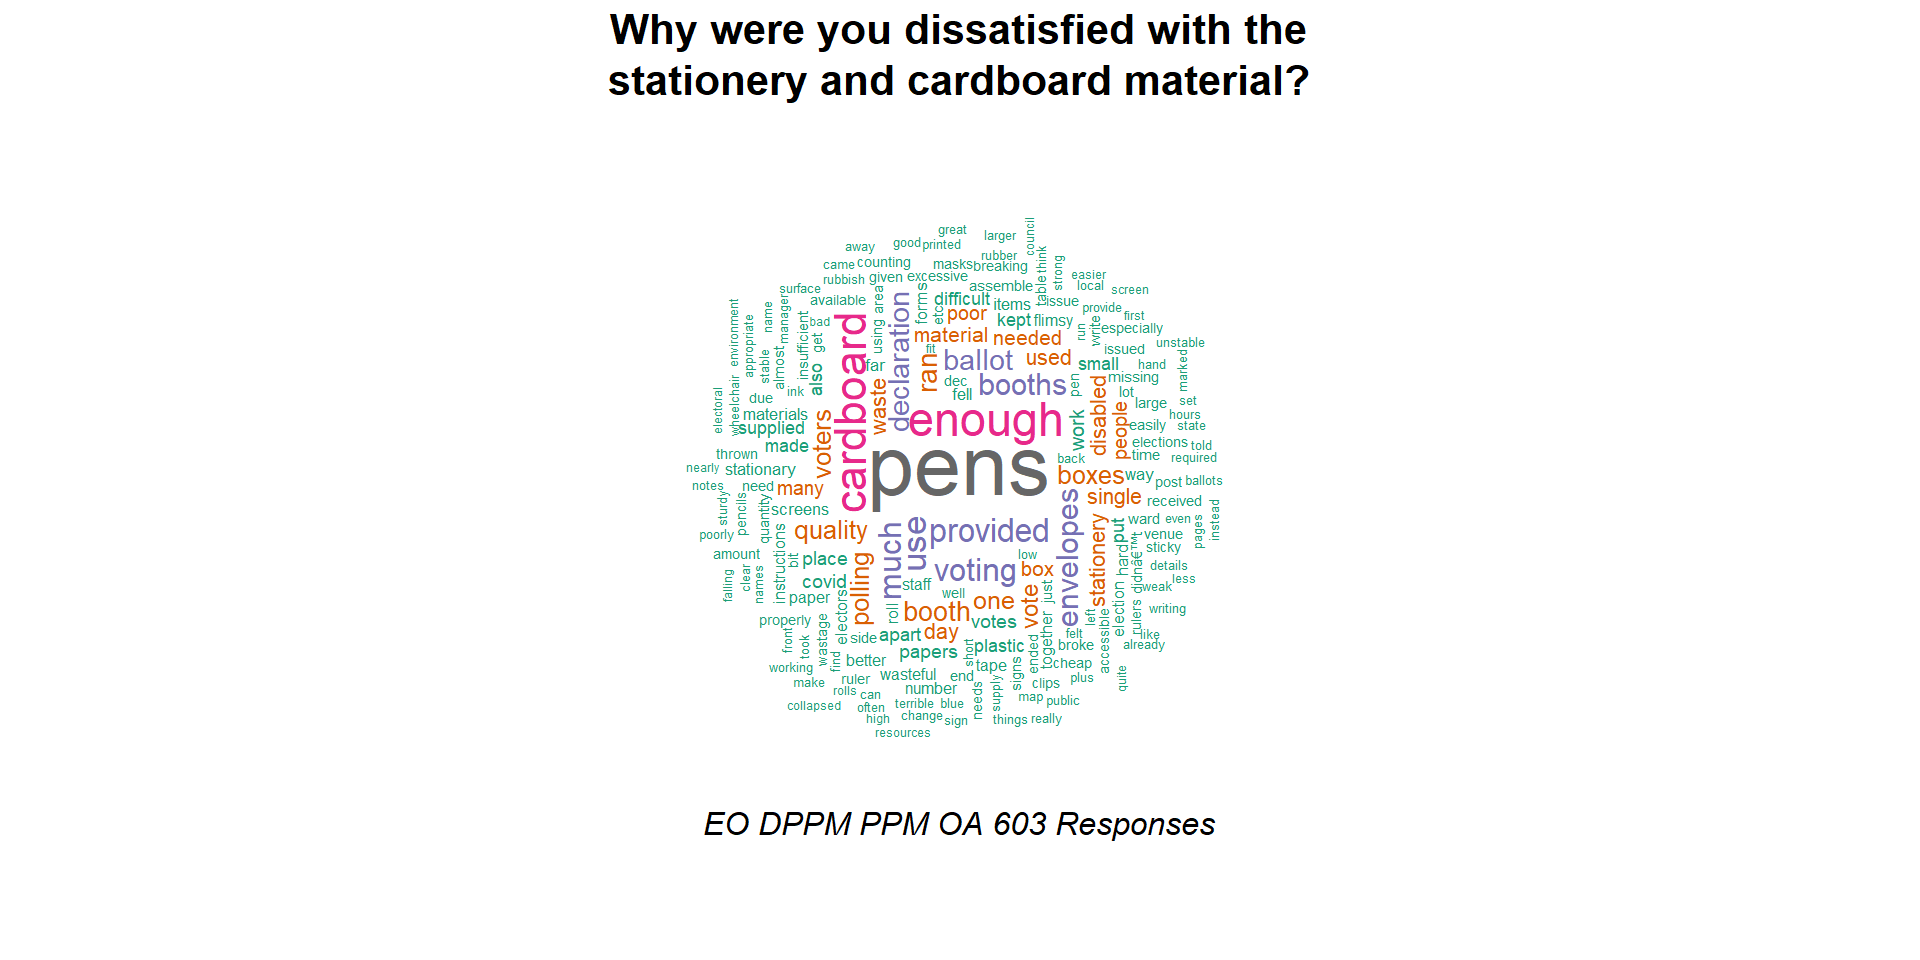 Why were you dissatisfied with the
stationery and cardboard material?
great
larger
council
away
good
printed
rubber
table
think
strong
came
counting
masks
breaking
easier
rubbish
given
excessive
assemble
local
screen
surface
available
area
forms
difficult
items
issue
provide
first
environment
name
manager
bad
using
declaration
etc
poor
kept
flimsy
run
write
especially
appropriate
stable
almost
insufficient
get
cardboard
material
needed
issued
unstable
far
ran
fit
ballot
used
small
hand
marked
electoral
wheelchair
due
ink
also
waste
dec
fell
booths
pen
disabled
missing
lot
large
set
materials
supplied
made
voters
enough
work
people
easily
hours
state
elections
told
thrown
nearly
stationary
pens
back
time
required
notes
need
many
boxes
way
post
ballots
sturdy
pencils
quantity
screens
single
received
poorly
quality
much
use
provided
envelopes
stationery
put
ward
even
pages
instead
venue
sticky
amount
instructions
bit
place
polling
low
voting
box
hard
didnâ€™t
details
falling
clear
names
covid
staff
weak
less
paper
electors
roll
well
booth
one
vote
just
left
election
rulers
writing
properly
front
took
wastage
side
apart
day
votes
together
felt
accessible
like
find
papers
short
plastic
ended
broke
already
working
better
tape
cheap
quite
make
ruler
wasteful
end
signs
clips
plus
rolls
can
number
needs
supply
map
public
collapsed
often
terrible
blue
high
change
sign
things
really
resources
EO DPPM PPM OA 603 Responses